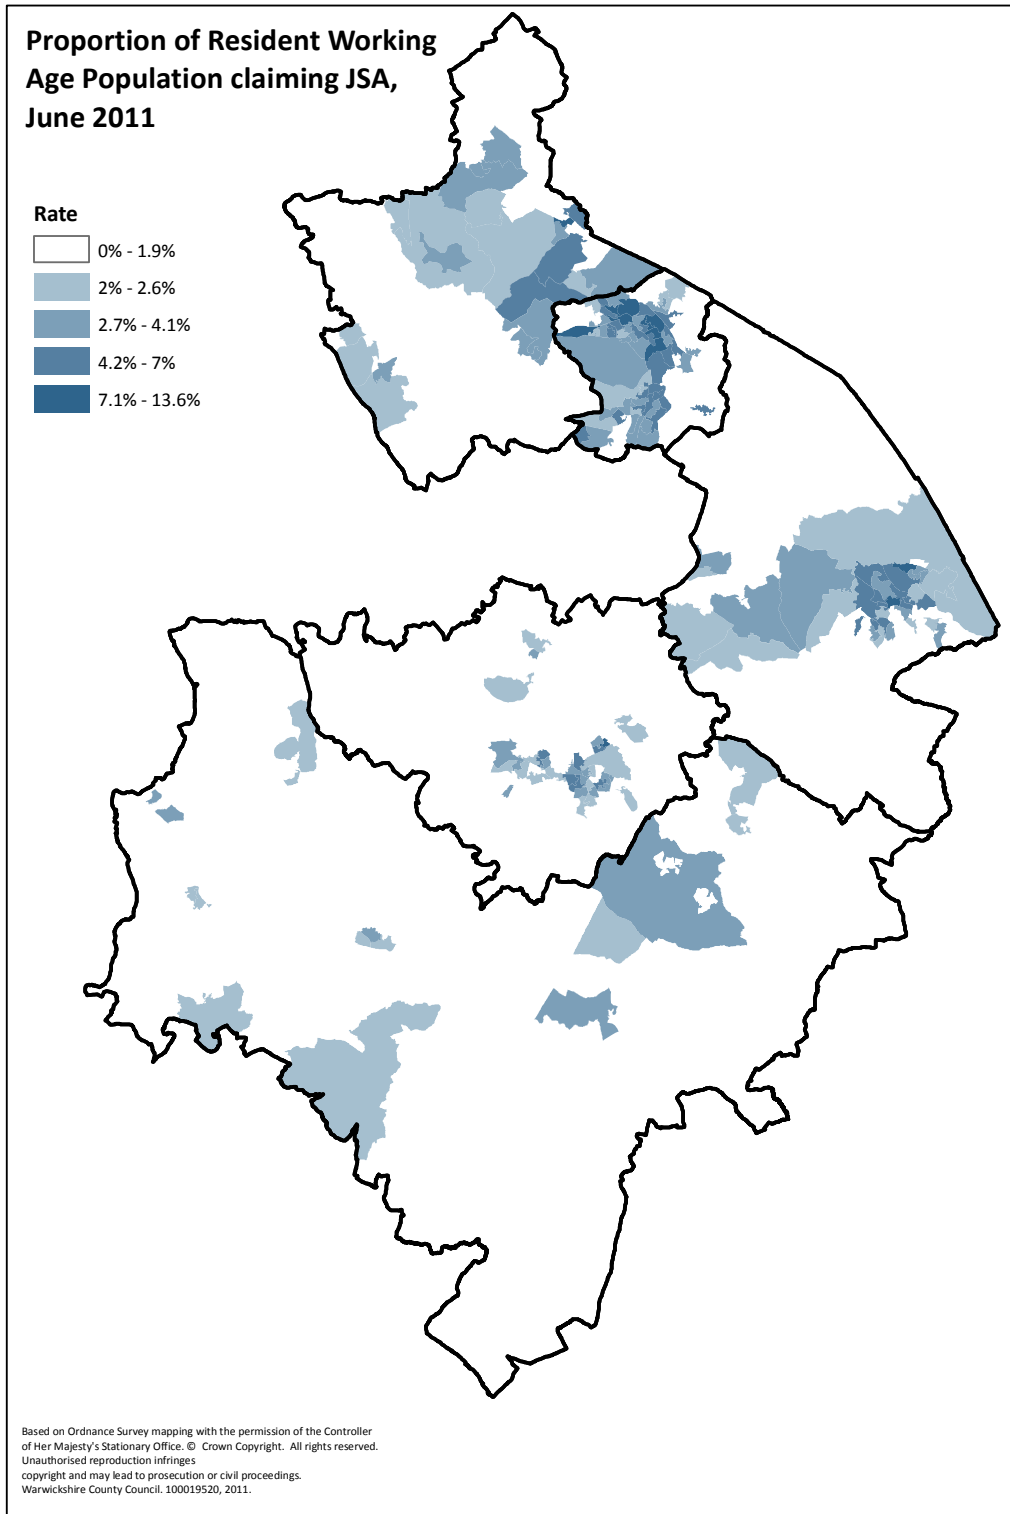 Proportion of Resident Working
Age Population claiming JSA,
June 2011
Rate
0% - 1.9%
2% - 2.6%
2.7% - 4.1%
4.2% - 7%
7.1% - 13.6%
Based on Ordnance Survey mapping with the permission of the Controller
of Her Majesty's Stationary Office. © Crown Copyright. All rights reserved.
Unauthorised reproduction infringes
copyright and may lead to prosecution or civil proceedings.
Warwickshire County Council. 100019520, 2011.